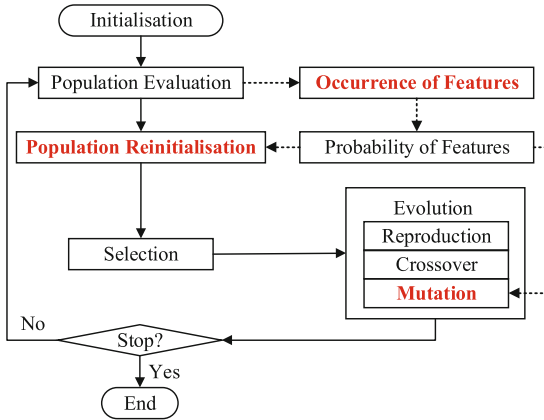 Initialisation
Population Evaluation
Occurrence of Features
Population Reinitialisation
Probability of Features
Evolution
Reproduction
Selection
Crossover
Mutation
No
Stop?
Yes
End